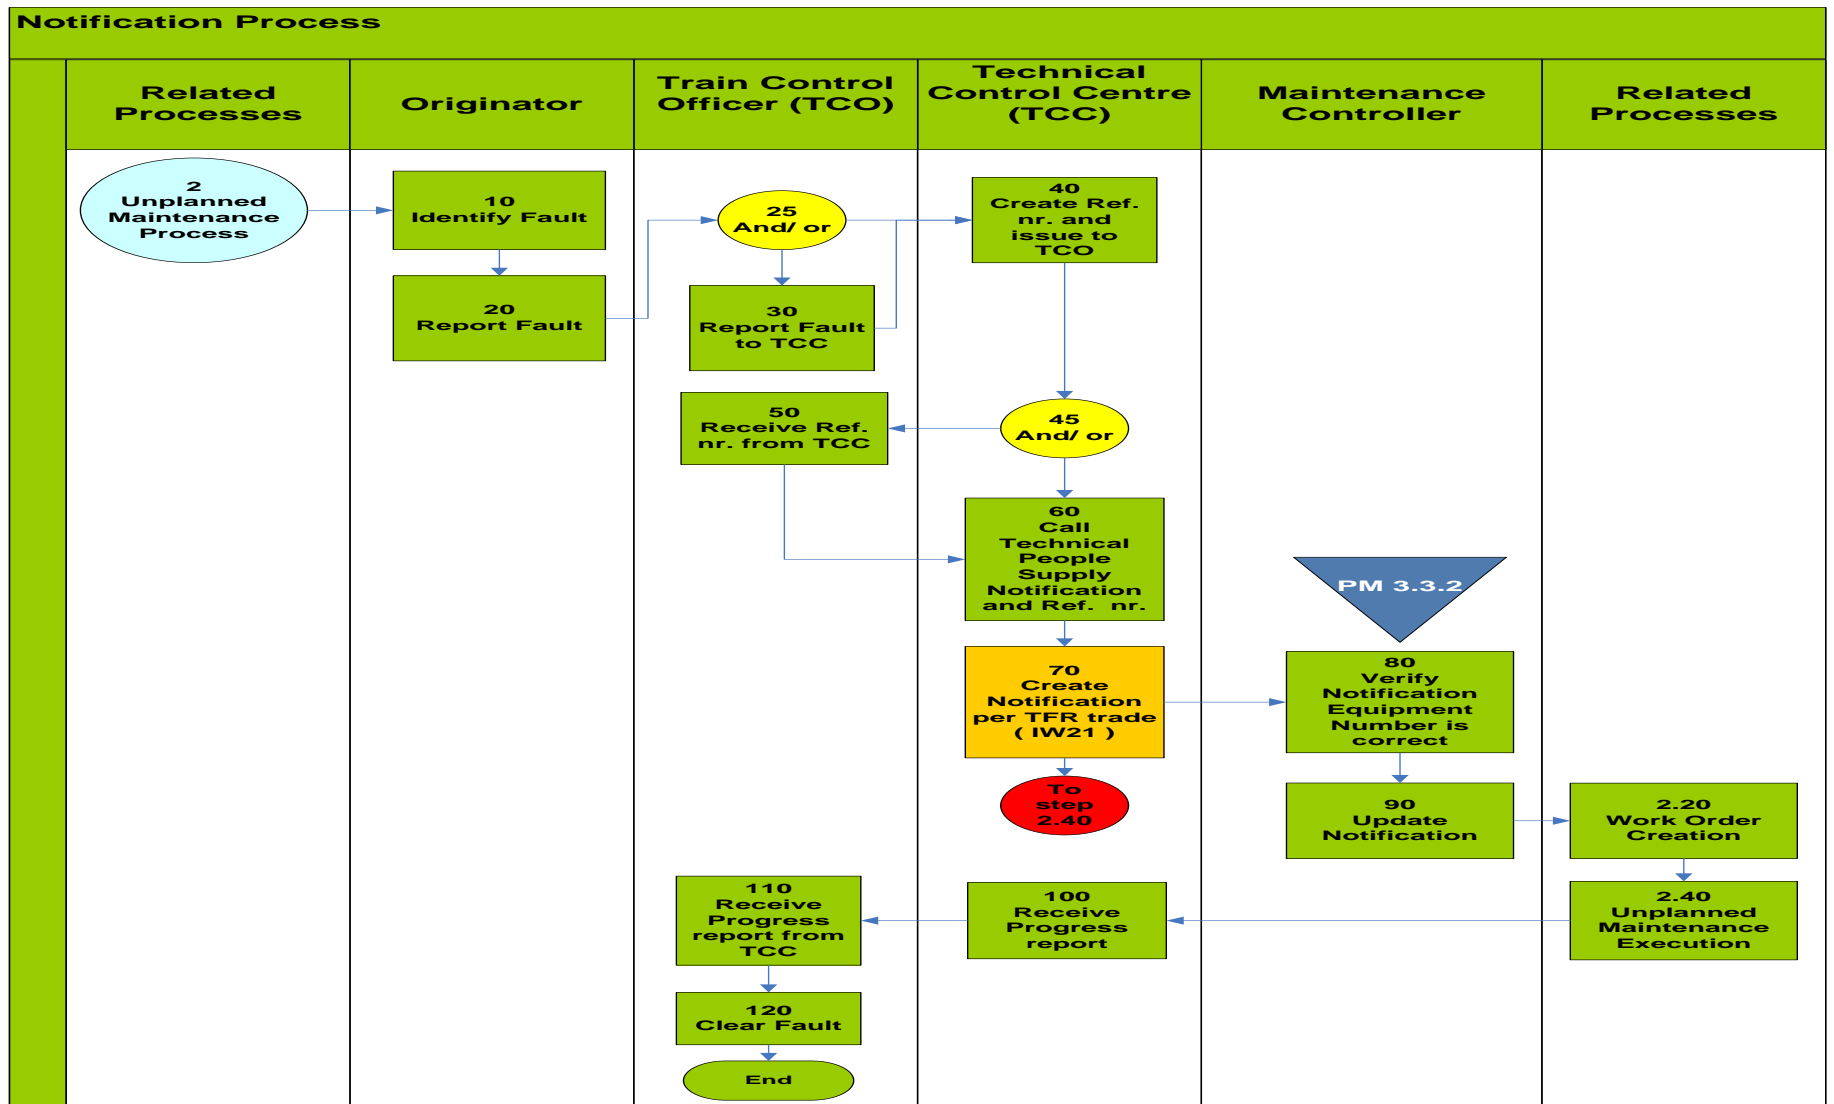 Notification Process
Related
Processes
Originator
Train Control
Officer (TCO)
Technical
Control Centre
(TCC)
Maintenance
Controller
Related
Processes
2
Unplanned
Maintenance
Process
10
Identify Fault
20
Report Fault
25
And/ or
30
Report Fault
to TCC
40
Create Ref.
nr. and
issue to
TCO
45
And/ or
50
Receive Ref.
nr. from TCC
60
Call
Technical
People
Supply
Notification
and Ref.  nr.
70
Create
Notification
per TFR trade
( IW21 )
To
step
2.40
PM 3.3.2
80
Verify
Notification
Equipment
Number is
correct
90
Update
Notification
2.20
Work Order
Creation
2.40
Unplanned
Maintenance
Execution
100
Receive
Progress
report
110
Receive
Progress
report from
TCC
120
Clear Fault
End